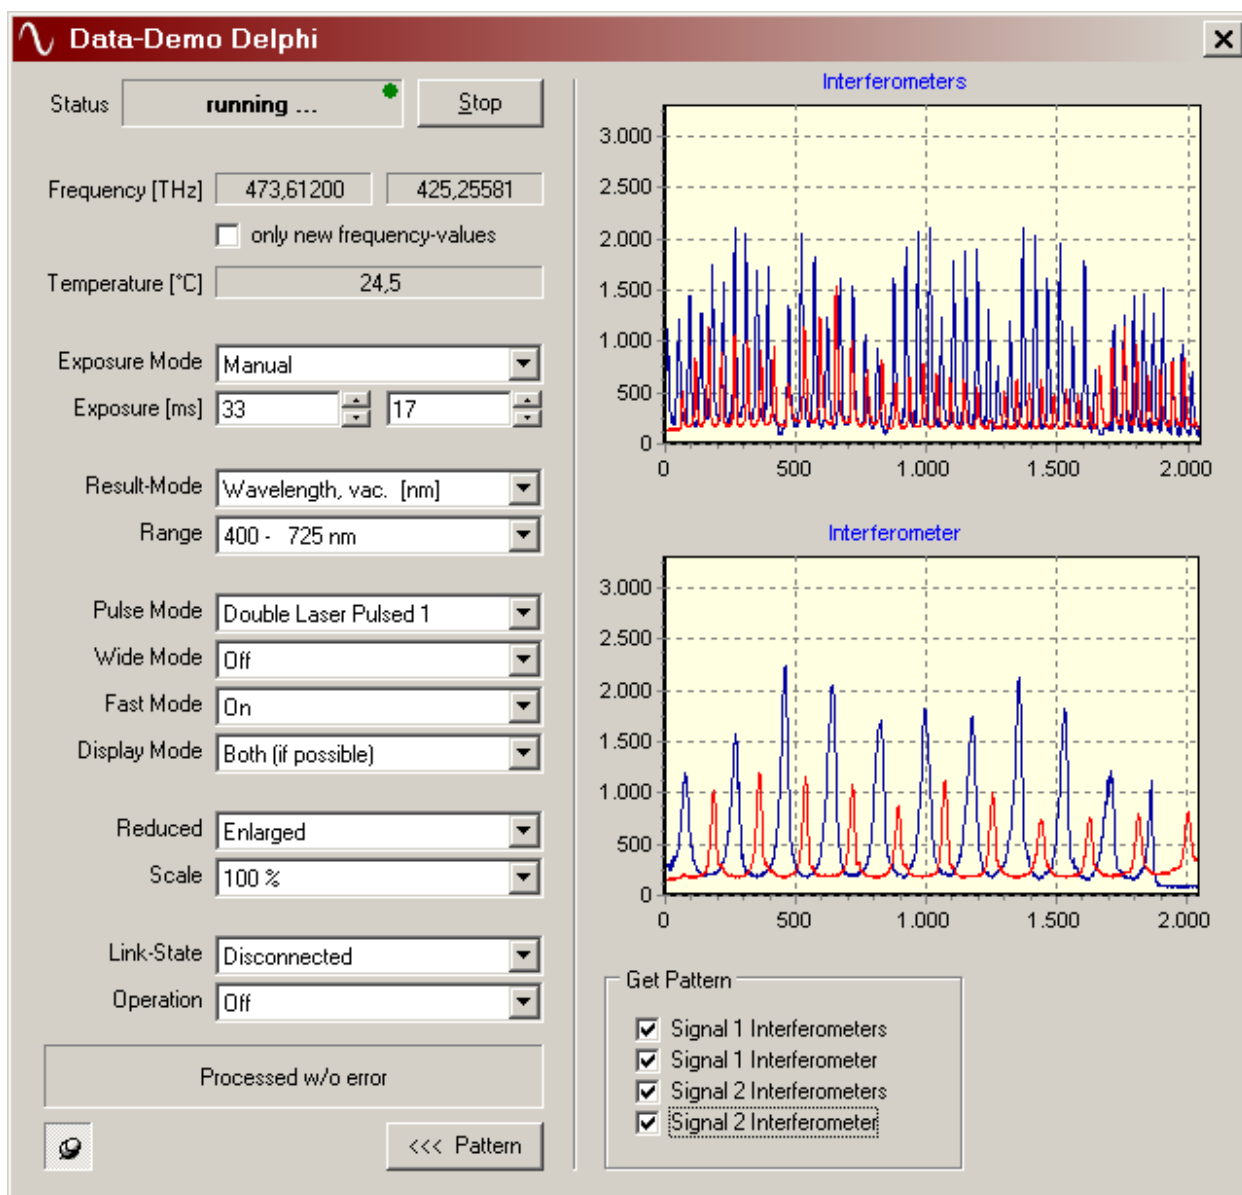 Data-Demo Delphi
Status running ... Stop
Frequency [THz] 473,61200 425,25581
only new frequency-values
Temperature [°C] 24,5
Exposure Mode Manual
Exposure [ms] 33 17
Result-Mode Wavelength, vac. [nm]
Range 400 - 725 nm
Pulse Mode Double Laser Pulsed 1
Wide Mode Off
Fast Mode On
Display Mode Both (if possible)
Reduced Enlarged
Scale 100 %
Link-State Disconnected
Operation Off
Processed w/o error
<<< Pattern
Interferometers
3.000
2.500
2.000
1.500
1.000
500
0
0 500 1.000 1.500 2.000
Interferometer
3.000
2.500
2.000
1.500
1.000
500
0
0 500 1.000 1.500 2.000
Get Pattern
Signal 1 Interferometers
Signal 1 Interferometer
Signal 2 Interferometers
Signal 2 Interferometer